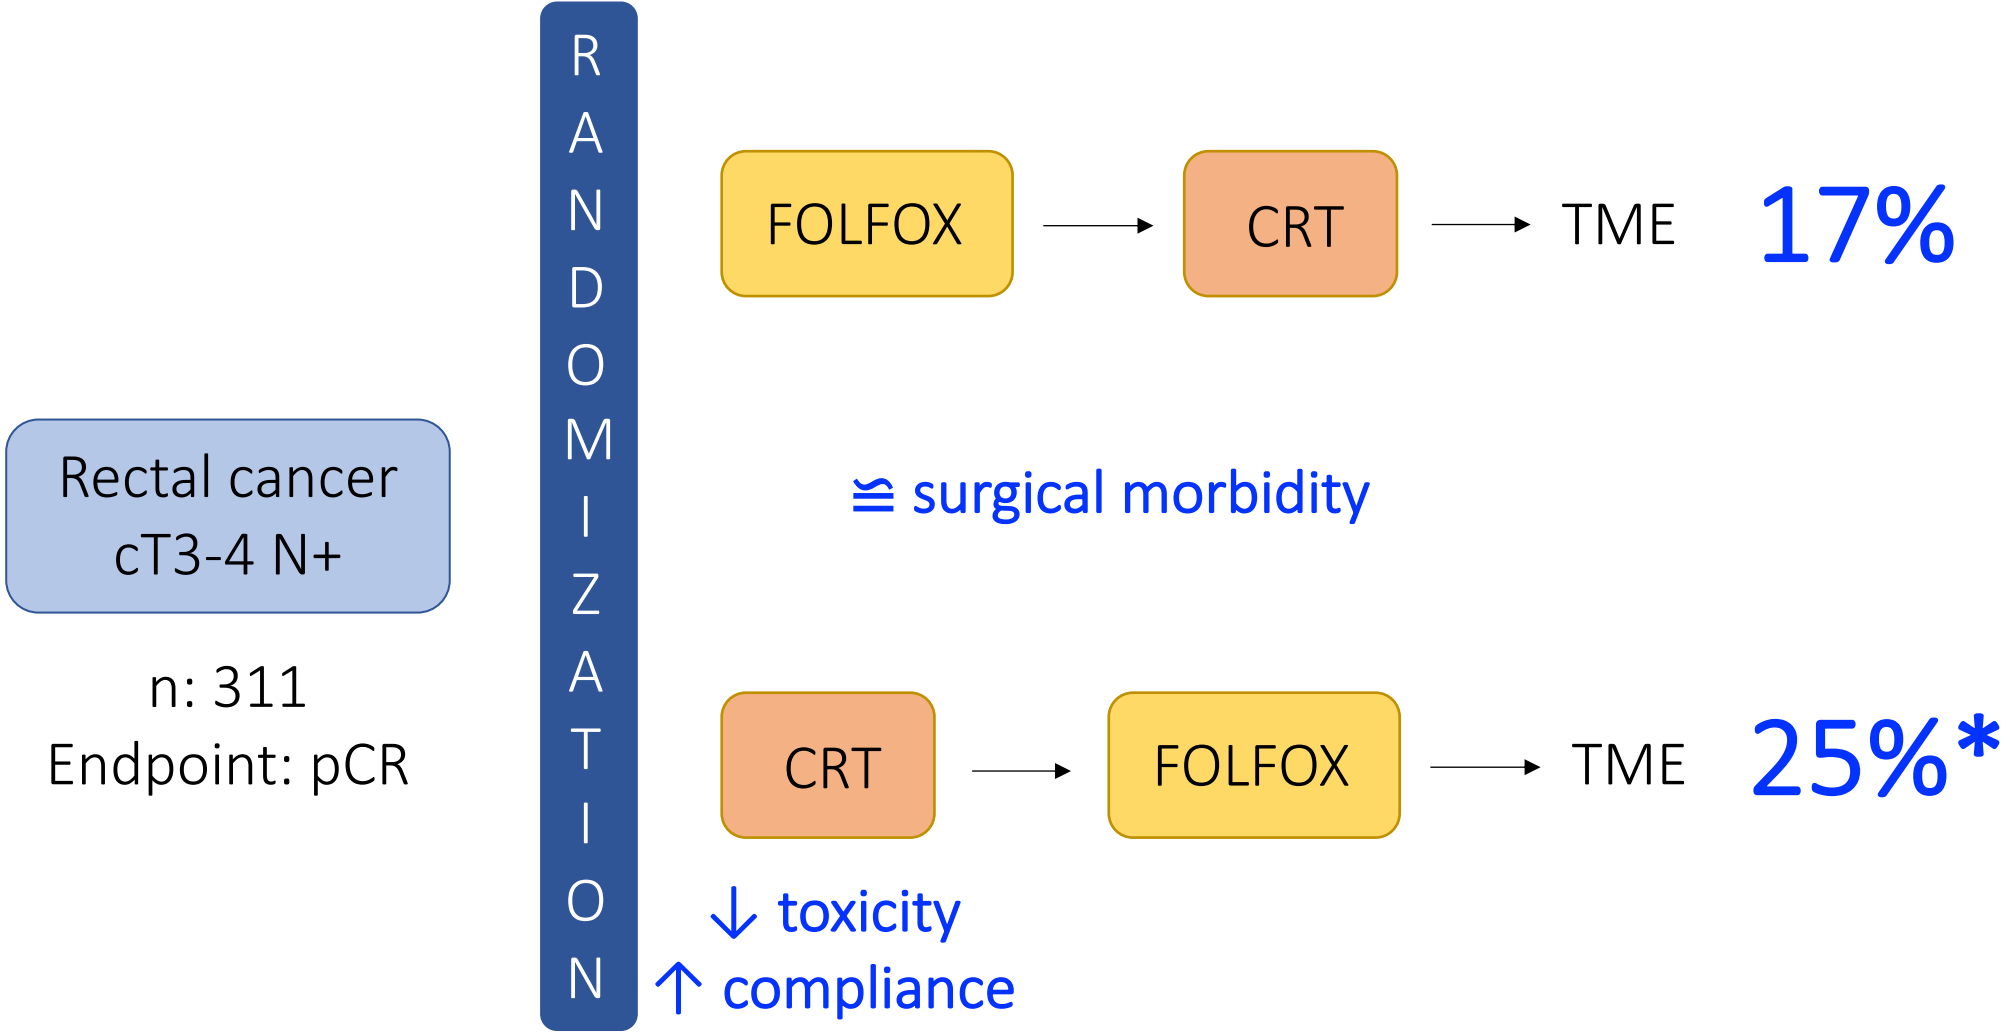 Rectal cancer
cT3-4 N+
n: 311
Endpoint: pCR
RANDOMIZATION
FOLFOX → CRT → TME 17%
≌ surgical morbidity
CRT → FOLFOX → TME 25%*
↓ toxicity
↑ compliance